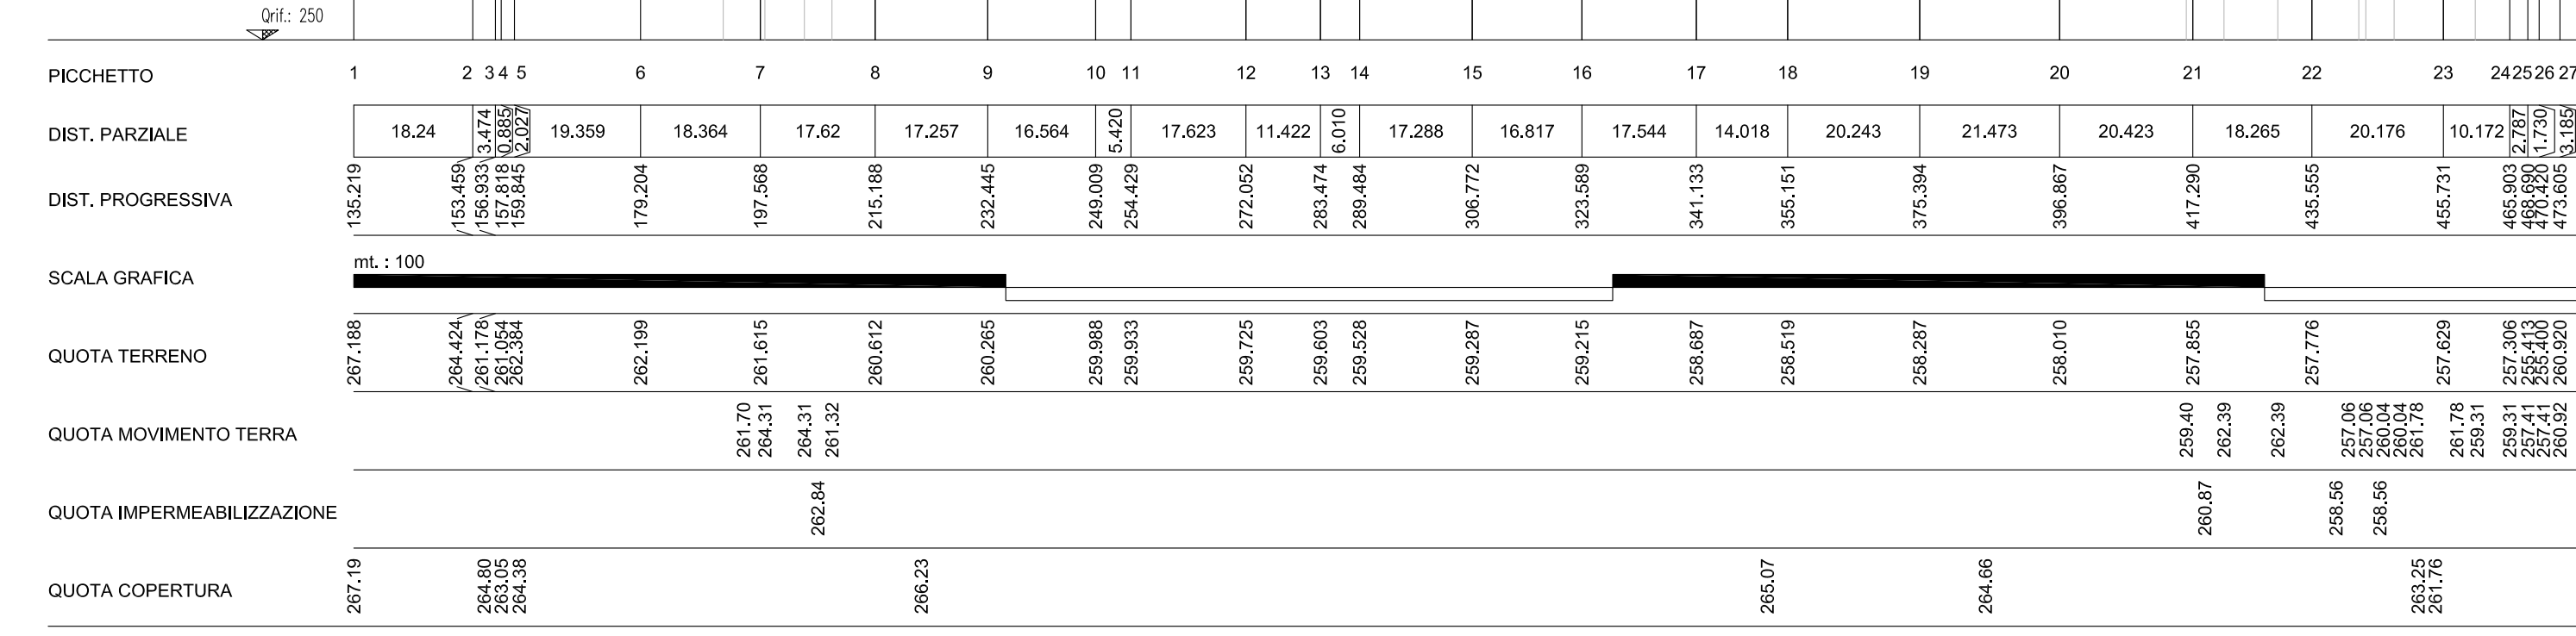 Qrif.: 250
PICCHETTO 1 2 3 4 5 6 7 8 9 10 11 12 13 14 15 16 17 18 19 20 21 22 23 24 25 26 27
DIST. PARZIALE 18.24 3.474 0.885 2.027 19.359 18.364 17.62 17.257 16.564 5.420 17.623 11.422 6.010 17.288 16.817 17.544 14.018 20.243 21.473 20.423 18.265 20.176 10.172 2.787 1.730 3.185
DIST. PROGRESSIVA 135.219 153.459 156.933 157.818 159.845 179.204 197.568 215.188 232.445 249.009 254.429 272.052 283.474 289.484 306.772 323.589 341.133 355.151 375.394 396.867 417.290 435.555 455.731 465.903 468.690 470.420 473.605
mt. : 100
SCALA GRAFICA
QUOTA TERRENO 267.188 264.424 261.178 261.054 262.384 262.199 261.615 260.612 260.265 259.988 259.933 259.725 259.603 259.528 259.287 259.215 258.687 258.519 258.287 258.010 257.855 257.776 257.629 257.306 255.413 255.400 260.920
QUOTA MOVIMENTO TERRA 261.70 264.31 264.31 261.32 259.40 262.39 262.39 257.06 257.06 260.04 260.04 261.78 261.78 259.31 259.31 257.41 257.41 260.92
QUOTA IMPERMEABILIZZAZIONE 262.84 260.87 258.56 258.56
QUOTA COPERTURA 267.19 264.80 263.05 264.38 266.23 265.07 264.66 263.25 261.76